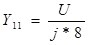 Y₁₁ = U / j * 8